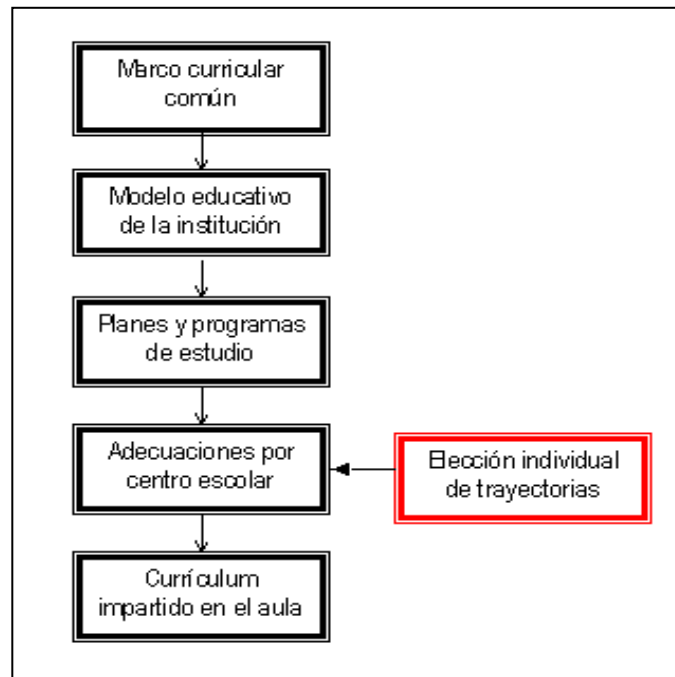 Marco curricular
común
Modelo educativo
de la institución
Planes y programas
de estudio
Adecuaciones por
centro escolar
Elección individual
de trayectorias
Currículum
impartido en el aula